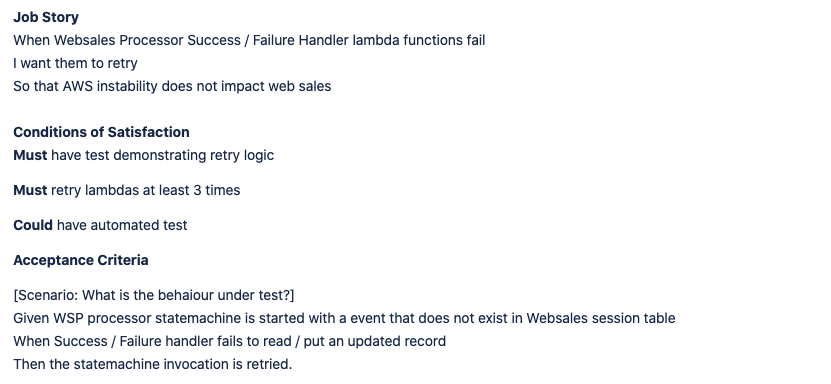 Job Story
When Websales Processor Success / Failure Handler lambda functions fail
I want them to retry
So that AWS instability does not impact web sales
Conditions of Satisfaction
Must have test demonstrating retry logic
Must retry lambdas at least 3 times
Could have automated test
Acceptance Criteria
[Scenario: What is the behaiour under test?]
Given WSP processor statemachine is started with a event that does not exist in Websales session table
When Success / Failure handler fails to read / put an updated record
Then the statemachine invocation is retried.